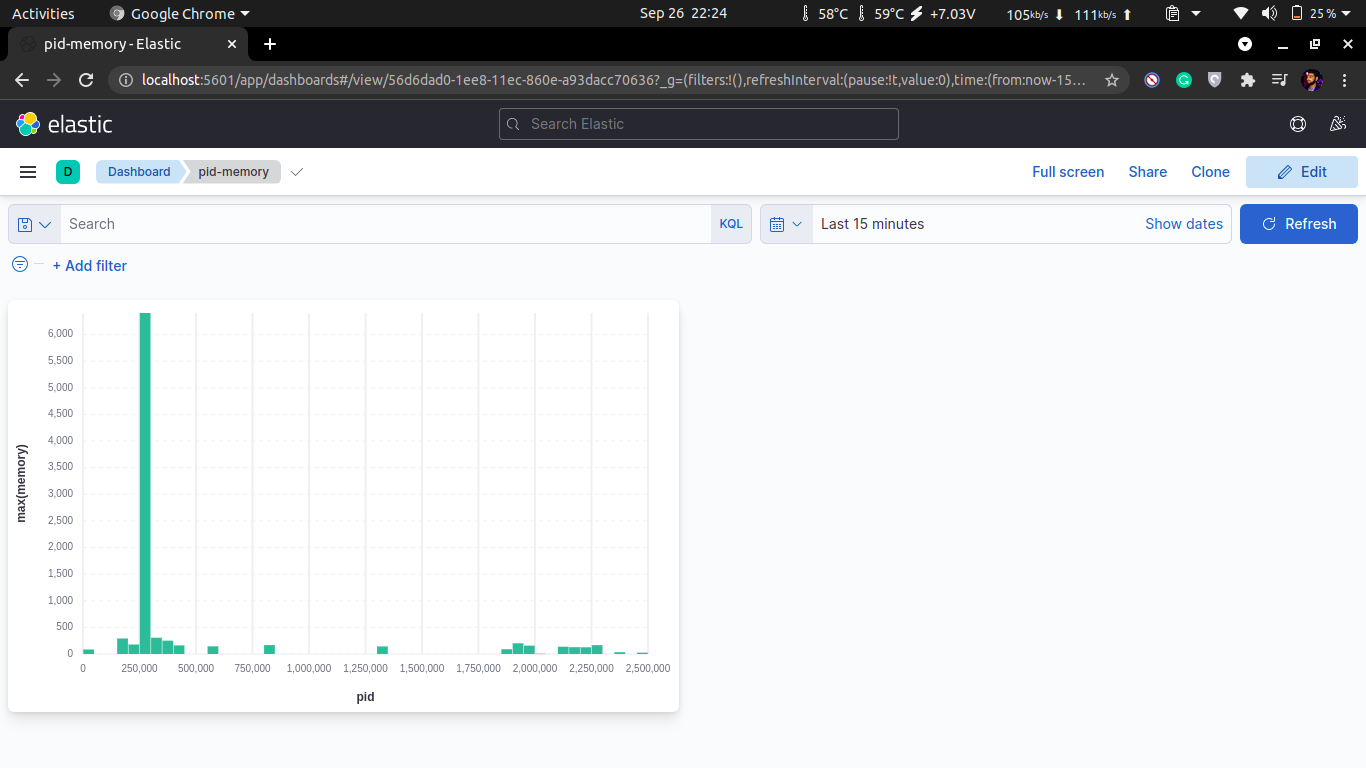 Activities Google Chrome Sep 26 22:24 58°C 59°C +7.03V 105kb/s 111kb/s 25 %
pid-memory - Elastic
localhost:5601/app/dashboards#/view/56d6dad0-1ee8-11ec-860e-a93dacc70636?_g=(filters:!(),refreshInterval:(pause:!t,value:0),time:(from:now-15...
elastic Search Elastic
D Dashboard pid-memory Full screen Share Clone Edit
Search KQL Last 15 minutes Show dates Refresh
+ Add filter
6,000
5,500
5,000
4,500
4,000
3,500
3,000
2,500
2,000
1,500
1,000
500
0
max(memory)
0 250,000 500,000 750,000 1,000,000 1,250,000 1,500,000 1,750,000 2,000,000 2,250,000 2,500,000
pid